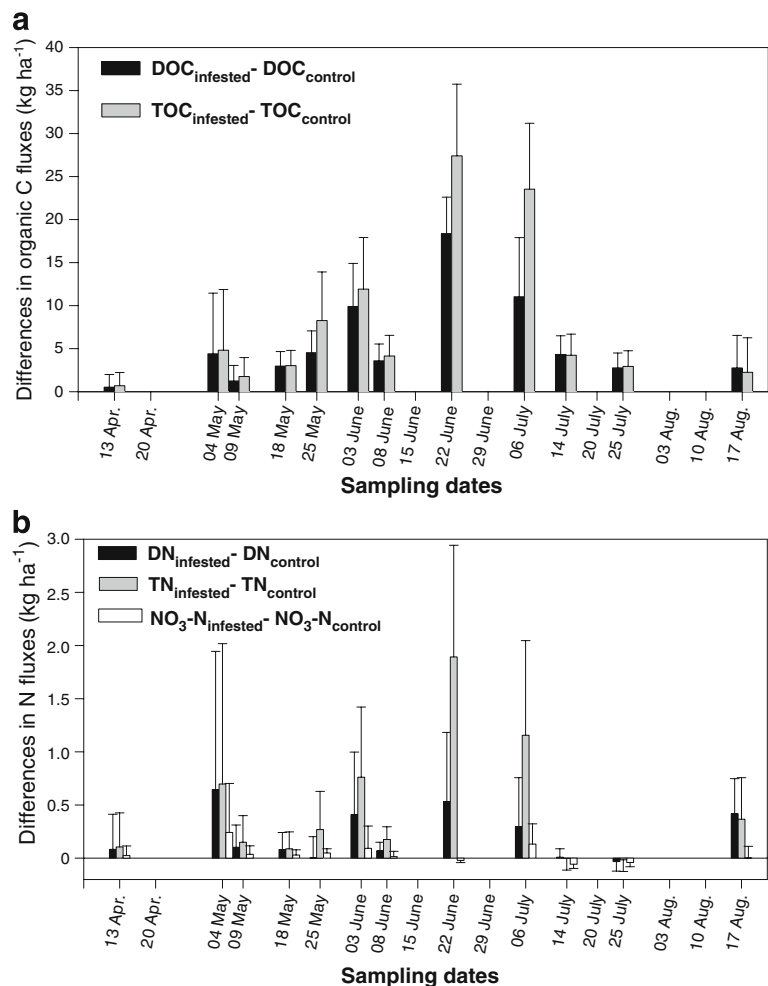 a
Differences in organic C fluxes (kg ha⁻¹)
40
35
30
25
20
15
10
5
0
DOCinfested- DOCcontrol
TOCinfested- TOCcontrol
13 Apr.
20 Apr.
04 May
09 May
18 May
25 May
03 June
08 June
15 June
22 June
29 June
06 July
14 July
20 July
25 July
03 Aug.
10 Aug.
17 Aug.
Sampling dates
b
Differences in N fluxes (kg ha⁻¹)
3.0
2.5
2.0
1.5
1.0
0.5
0
DNinfested- DNcontrol
TNinfested- TNcontrol
NO₃-Ninfested- NO₃-Ncontrol
13 Apr.
20 Apr.
04 May
09 May
18 May
25 May
03 June
08 June
15 June
22 June
29 June
06 July
14 July
20 July
25 July
03 Aug.
10 Aug.
17 Aug.
Sampling dates